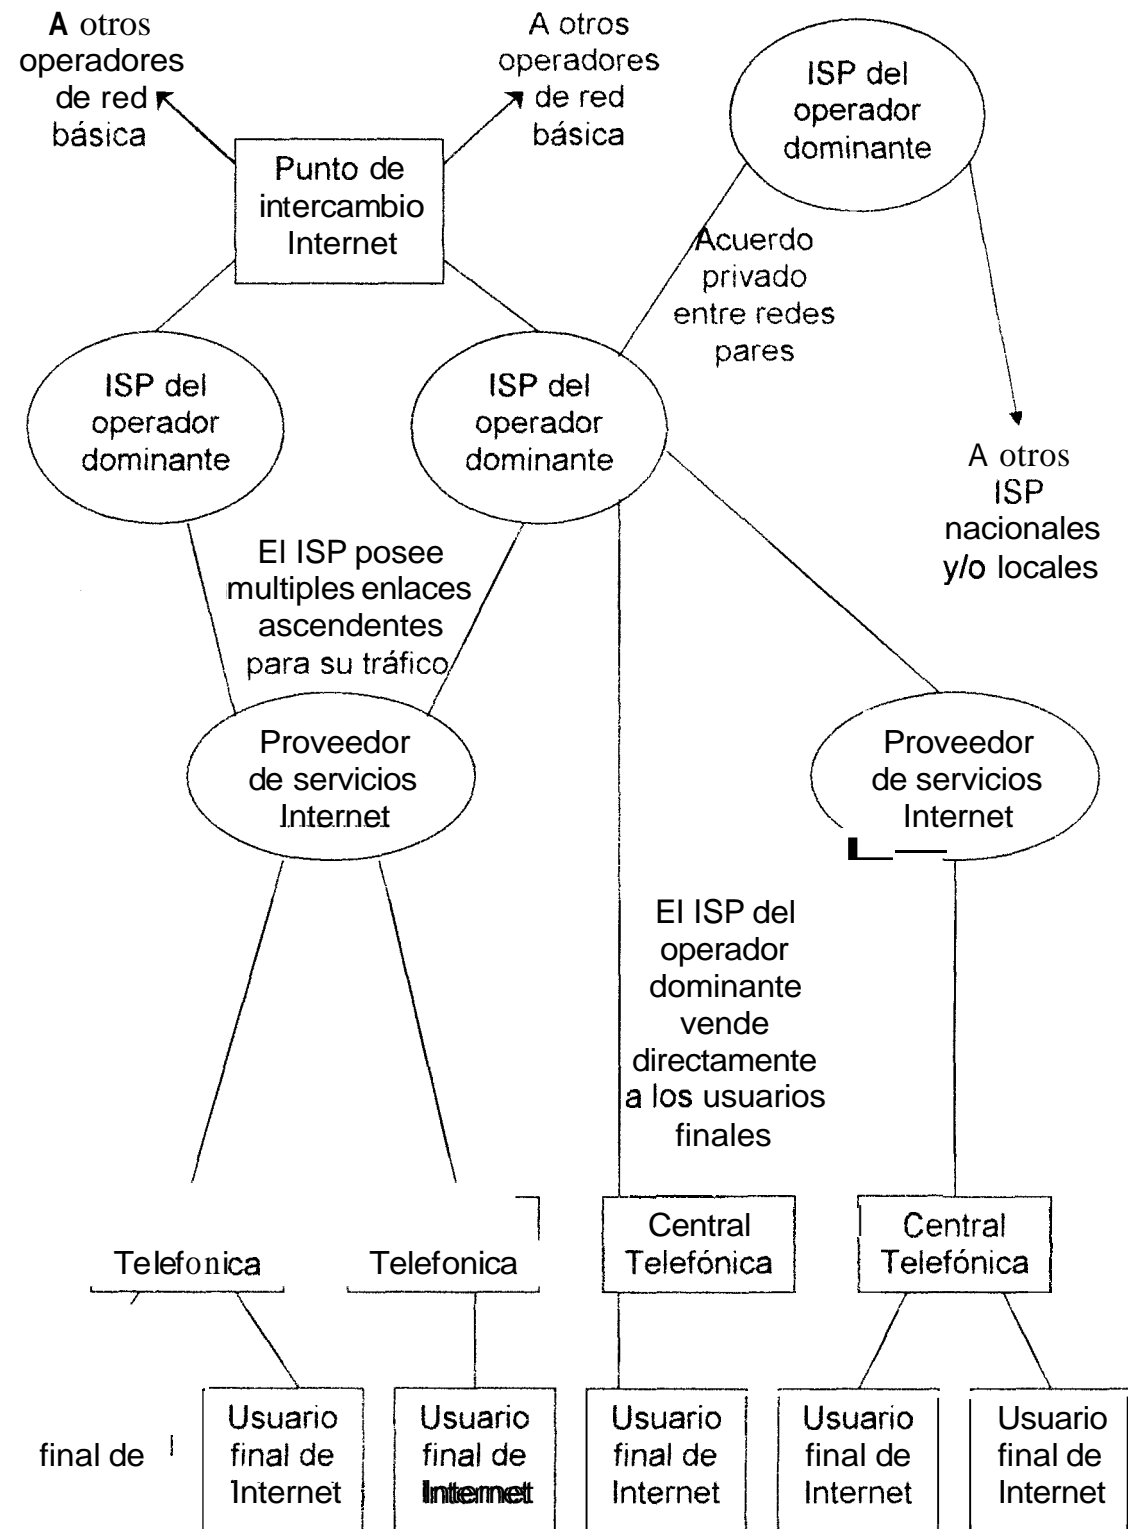 A otros
operadores
de red
básica
A otros
operadores
de red
básica
ISP del
operador
dominante
Punto de
intercambio
Internet
Acuerdo
privado
entre redes
pares
ISP del
operador
dominante
ISP del
operador
dominante
A otros
ISP
nacionales
y/o locales
El ISP posee
multiples enlaces
ascendentes
para su tráfico
Proveedor
de servicios
Internet
Proveedor
de servicios
Internet
El ISP del
operador
dominante
vende
directamente
a los usuarios
finales
Telefonica
Telefonica
Central
Telefónica
Central
Telefónica
final de
Usuario
final de
Internet
Usuario
final de
Internet
Usuario
final de
Internet
Usuario
final de
Internet
Usuario
final de
Internet